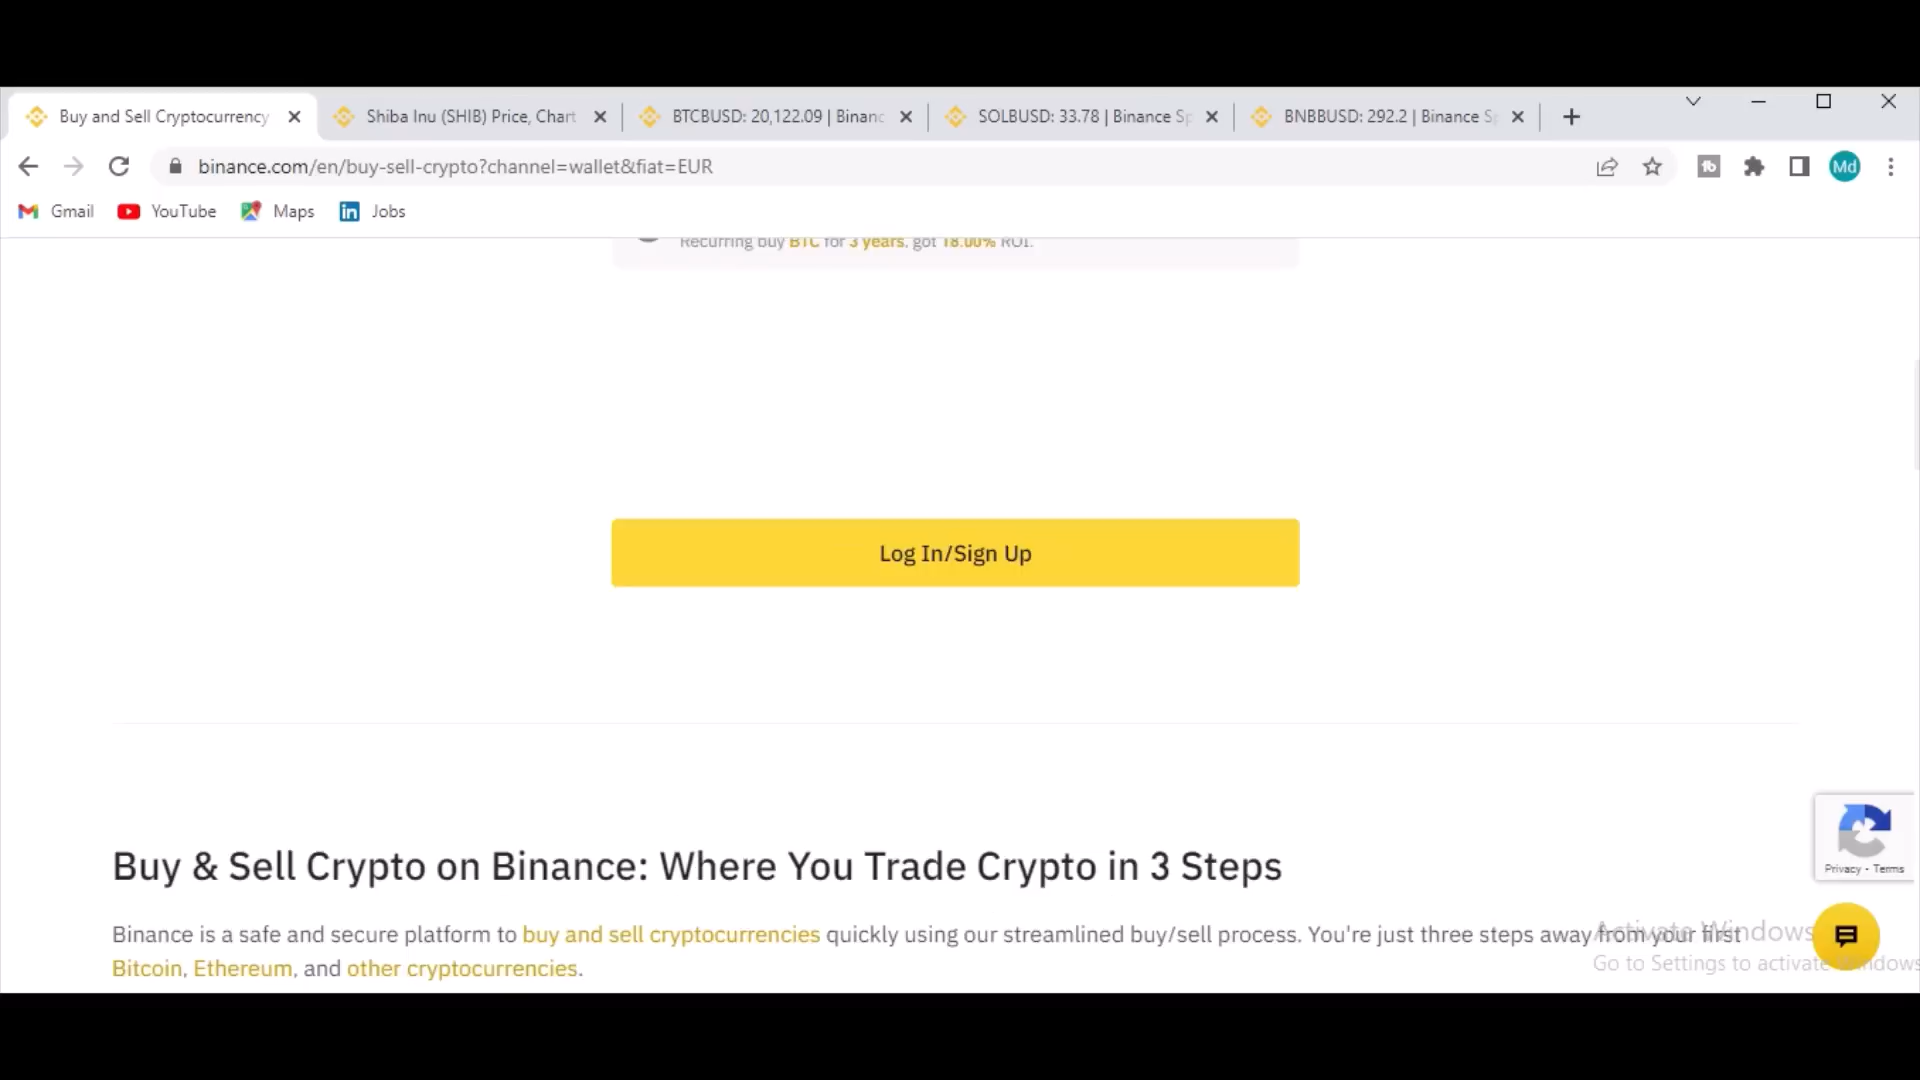 Buy and Sell Cryptocurrency
Shiba Inu (SHIB) Price, Chart
BTCBUSD: 20,122.09 | Binanc
SOLBUSD: 33.78 | Binance Sp
BNBBUSD: 292.2 | Binance Sp
binance.com/en/buy-sell-crypto?channel=wallet&fiat=EUR
Md
Gmail
YouTube
Maps
Jobs
Recurring buy BTC for 3 years, got 18.00% ROI.
Log In/Sign Up
Buy & Sell Crypto on Binance: Where You Trade Crypto in 3 Steps
Binance is a safe and secure platform to buy and sell cryptocurrencies quickly using our streamlined buy/sell process. You're just three steps away from your first
Bitcoin, Ethereum, and other cryptocurrencies.
Privacy - Terms
Activate Windows
Go to Settings to activate Windows